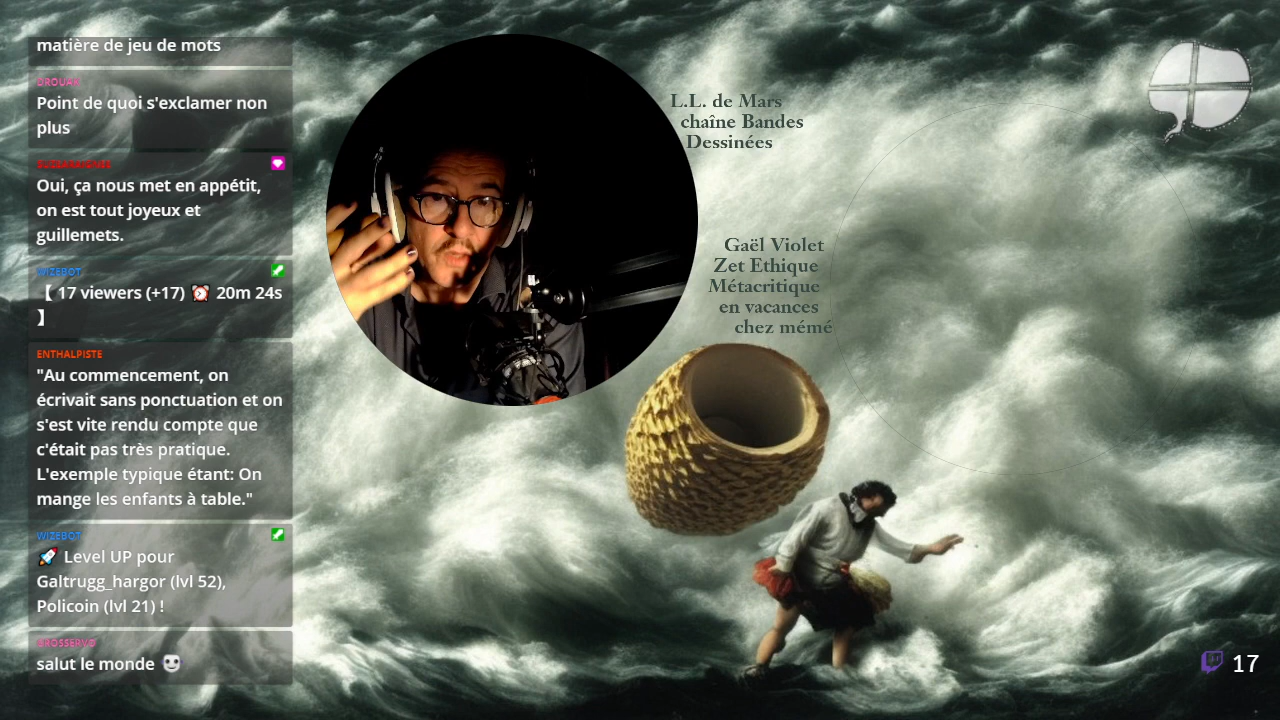 matière de jeu de mots
DROUAR
Point de quoi s'exclamer non
plus
Oui, ça nous met en appétit,
on est tout joyeux et
guillemets.
WIZEBOT
【 17 viewers (+17) ⏰ 20m 24s
】
ENTHALPISTE
"Au commencement, on
écrivait sans ponctuation et on
s'est vite rendu compte que
c'était pas très pratique.
L'exemple typique étant: On
mange les enfants à table."
WIZEBOT
🚀 Level UP pour
Galtrugg_hargor (lvl 52),
Policoin (lvl 21) !
salut le monde
L.L. de Mars
chaîne Bandes
Dessinées
Gaël Violet
Zet Ethique
Métacritique
en vacances
chez mémé
17